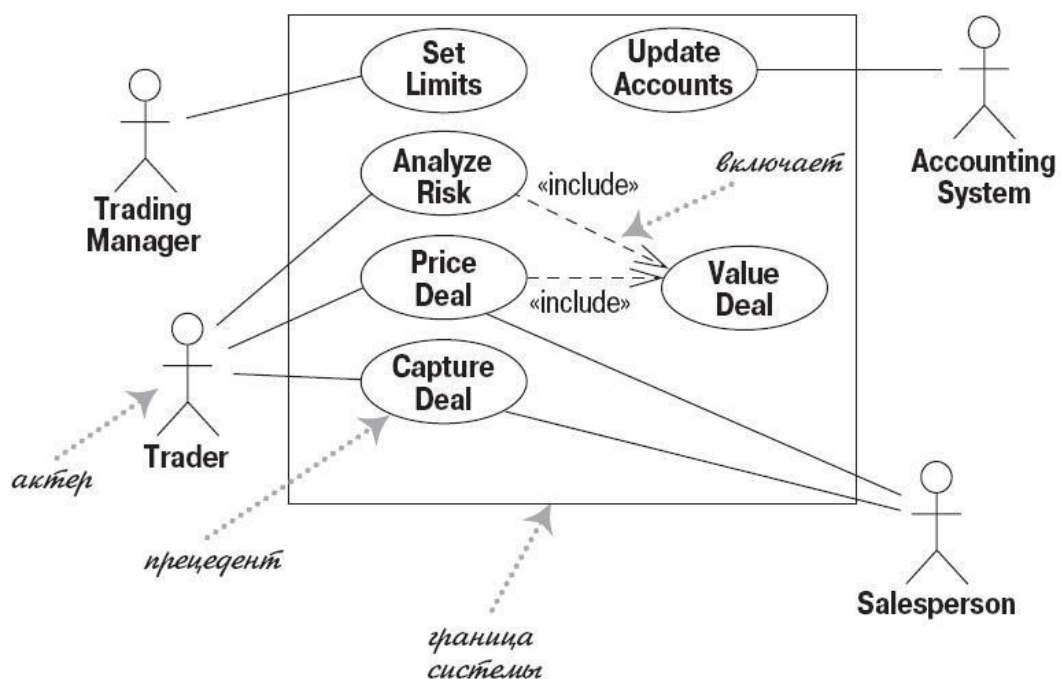 Set
Limits
Update
Accounts
Trading
Manager
Analyze
Risk
«include»
включает
Accounting
System
Price
Deal
«include»
Value
Deal
Capture
Deal
Trader
актер
прецедент
граница
системы
Salesperson